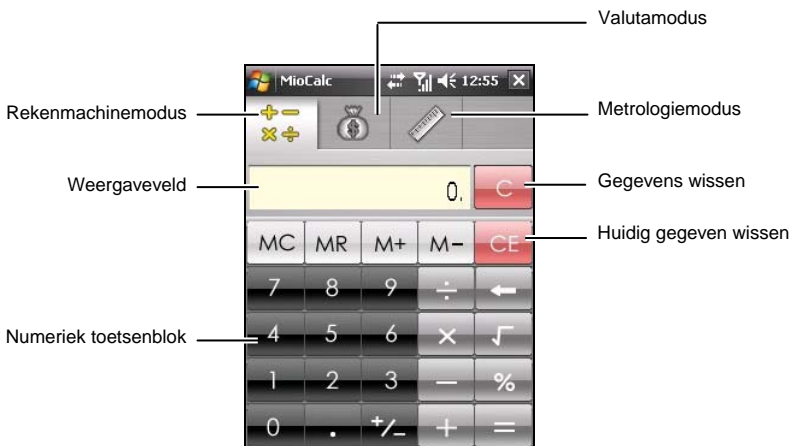 Valutamodus
MioCalc 12:55
Rekenmachinemodus
Metrologiemodus
Weergaveveld
0.
C
Gegevens wissen
MC MR M+ M- CE
Huidig gegeven wissen
7 8 9 ÷ ←
Numeriek toetsenblok
4 5 6 × √
1 2 3 − %
0 . +/- + =